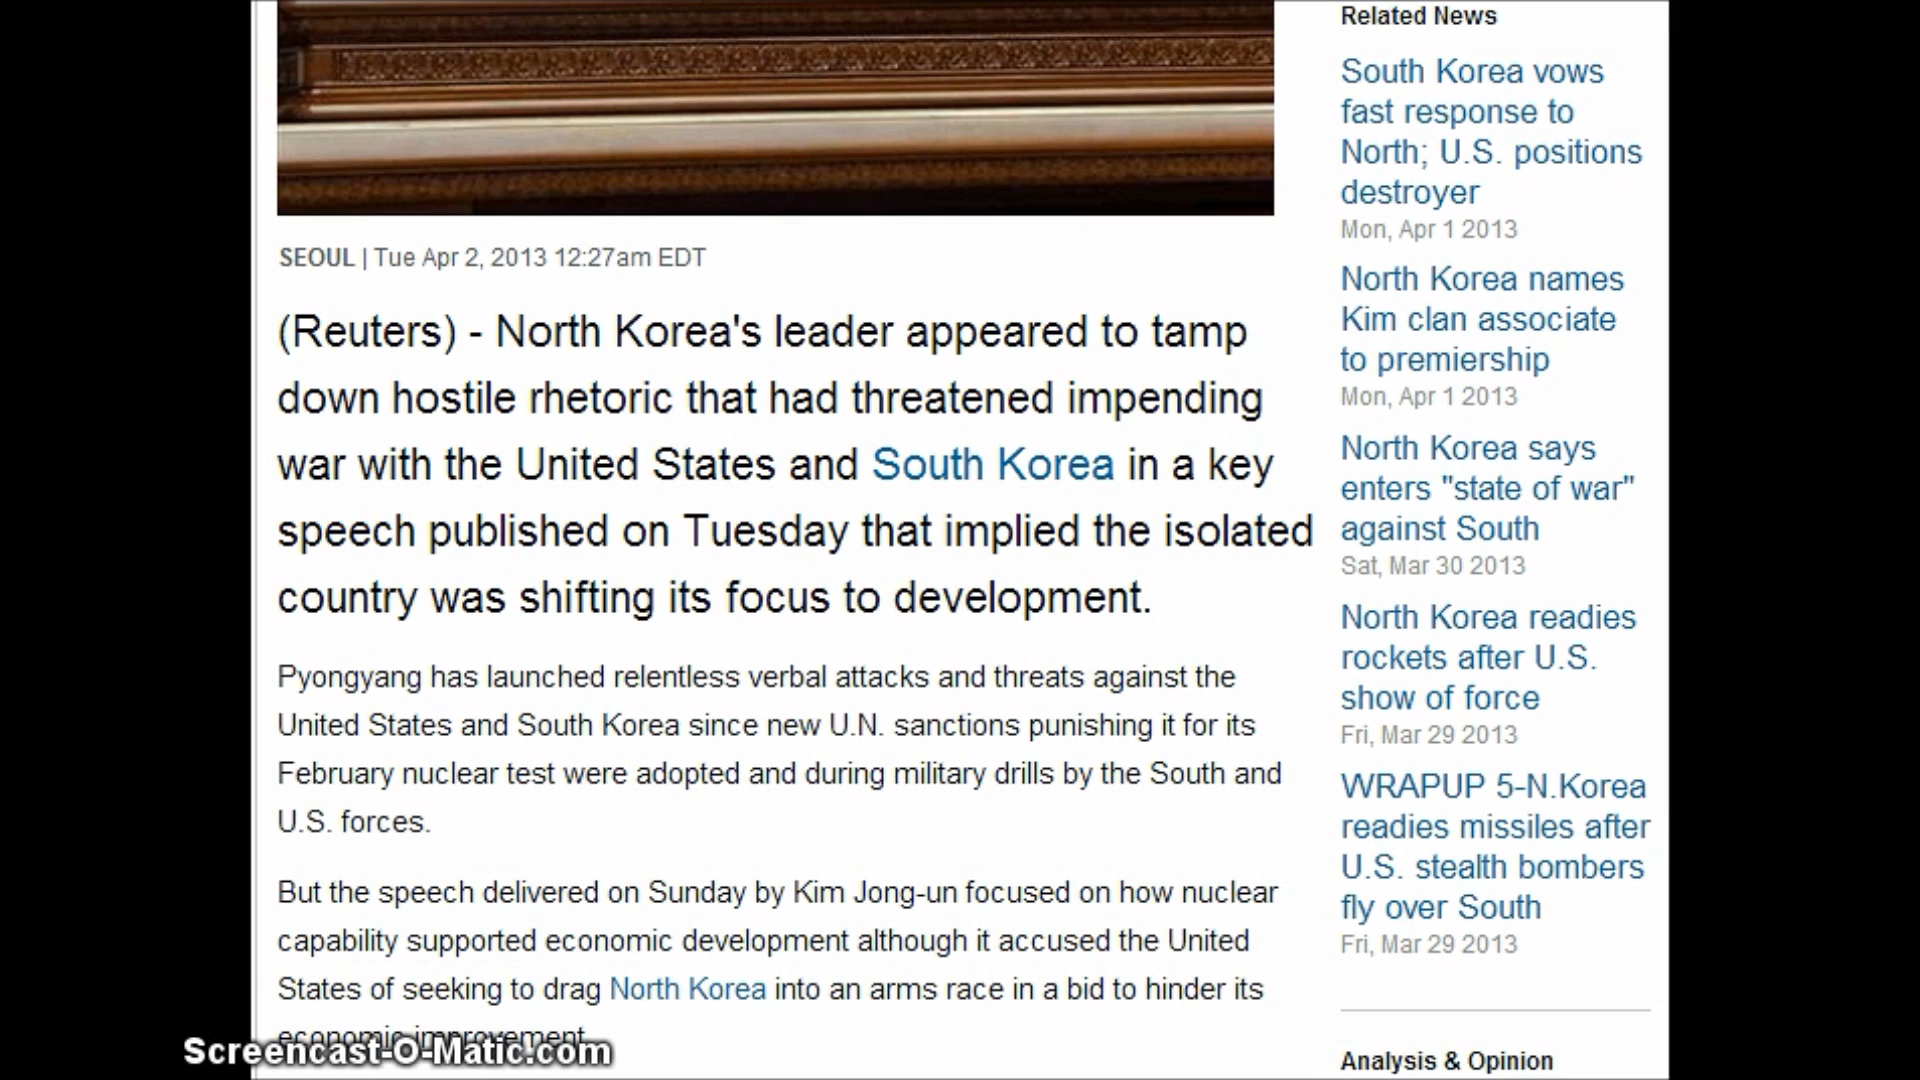 SEOUL | Tue Apr 2, 2013 12:27am EDT
(Reuters) - North Korea's leader appeared to tamp
down hostile rhetoric that had threatened impending
war with the United States and South Korea in a key
speech published on Tuesday that implied the isolated
country was shifting its focus to development.
Pyongyang has launched relentless verbal attacks and threats against the
United States and South Korea since new U.N. sanctions punishing it for its
February nuclear test were adopted and during military drills by the South and
U.S. forces.
But the speech delivered on Sunday by Kim Jong-un focused on how nuclear
capability supported economic development although it accused the United
States of seeking to drag North Korea into an arms race in a bid to hinder its
economic improvement.
Screencast-O-Matic.com
Related News
South Korea vows
fast response to
North; U.S. positions
destroyer
Mon, Apr 1 2013
North Korea names
Kim clan associate
to premiership
Mon, Apr 1 2013
North Korea says
enters "state of war"
against South
Sat, Mar 30 2013
North Korea readies
rockets after U.S.
show of force
Fri, Mar 29 2013
WRAPUP 5-N.Korea
readies missiles after
U.S. stealth bombers
fly over South
Fri, Mar 29 2013
Analysis & Opinion